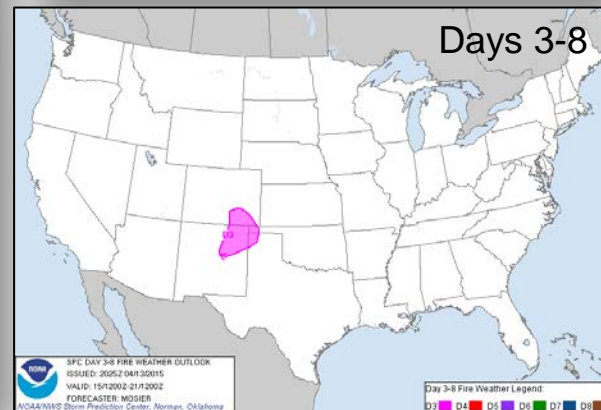 Days 3-8
D3
NOAA
SPC DAY 3-8 FIRE WEATHER OUTLOOK
ISSUED: 2025Z 04/13/2015
VALID: 15/1200Z-21/1200Z
FORECASTER: MOSIER
NOAA/NWS Storm Prediction Center, Norman, Oklahoma
Day 3-8 Fire Weather Legend:
D3 D4 D5 D6 D7 D8